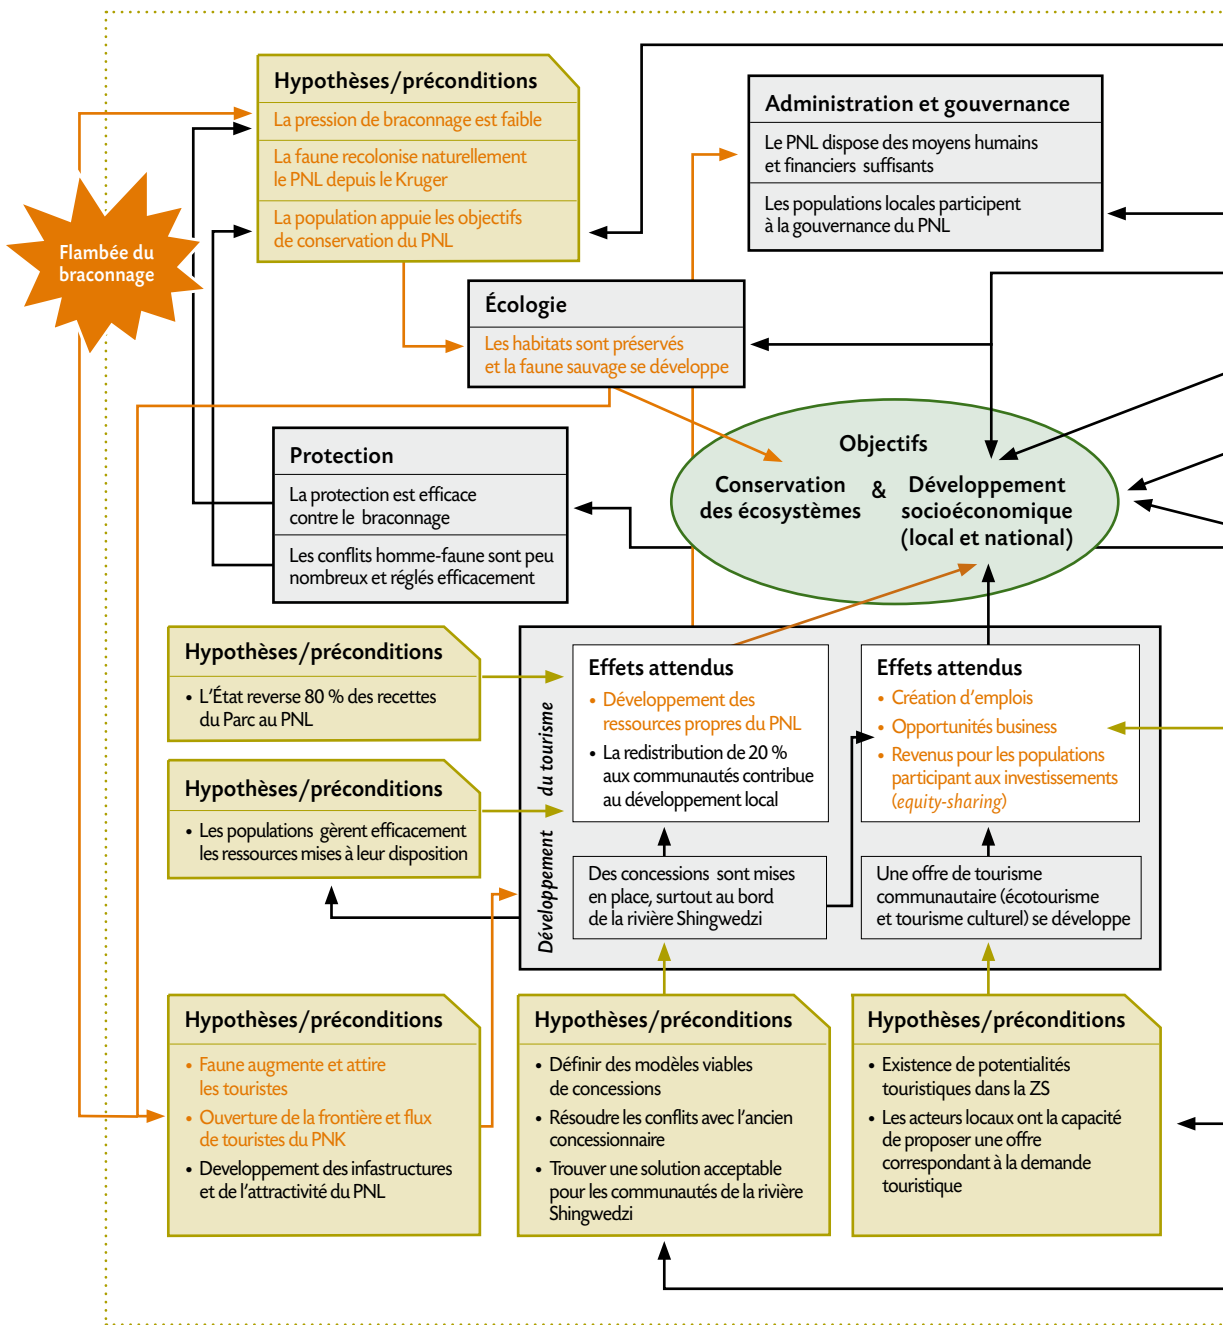 Hypothèses/préconditions
La pression de braconnage est faible
La faune recolonise naturellement
le PNL depuis le Kruger
La population appuie les objectifs
de conservation du PNL
Administration et gouvernance
Le PNL dispose des moyens humains
et financiers suffisants
Les populations locales participent
à la gouvernance du PNL
Flambée du
braconnage
Écologie
Les habitats sont préservés
et la faune sauvage se développe
Objectifs
Conservation
des écosystèmes
&
Développement
socioéconomique
(local et national)
Protection
La protection est efficace
contre le braconnage
Les conflits homme-faune sont peu
nombreux et réglés efficacement
Hypothèses/préconditions
• L'État reverse 80 % des recettes
du Parc au PNL
Hypothèses/préconditions
• Les populations gèrent efficacement
les ressources mises à leur disposition
Développement du tourisme
Effets attendus
• Développement des
ressources propres du PNL
• La redistribution de 20 %
aux communautés contribue
au développement local
Effets attendus
• Création d'emplois
• Opportunités business
• Revenus pour les populations
participant aux investissements
(equity-sharing)
Des concessions sont mises
en place, surtout au bord
de la rivière Shingwedzi
Une offre de tourisme
communautaire (écotourisme
et tourisme culturel) se développe
Hypothèses/préconditions
• Faune augmente et attire
les touristes
• Ouverture de la frontière et flux
de touristes du PNK
• Developpement des infastructures
et de l'attractivité du PNL
Hypothèses/préconditions
• Définir des modèles viables
de concessions
• Résoudre les conflits avec l'ancien
concessionnaire
• Trouver une solution acceptable
pour les communautés de la rivière
Shingwedzi
Hypothèses/préconditions
• Existence de potentialités
touristiques dans la ZS
• Les acteurs locaux ont la capacité
de proposer une offre
correspondant à la demande
touristique